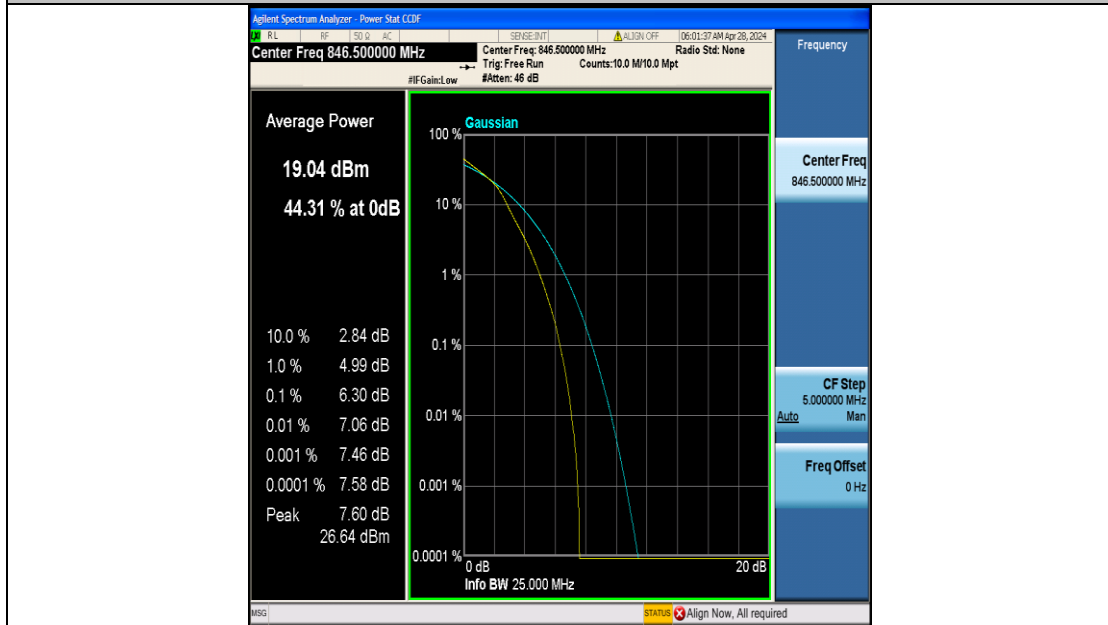 Agilent Spectrum Analyzer - Power Stat CCDF
RL RF 50 Ω AC SENSE:INT ALIGN OFF 06:01:37 AM Apr 28, 2024
Center Freq 846.500000 MHz
Center Freq: 846.500000 MHz Radio Std: None
Trig: Free Run Counts:10.0 M/10.0 Mpt
#IFGain:Low #Atten: 46 dB
Frequency
Average Power
19.04 dBm
44.31 % at 0dB
10.0 % 2.84 dB
1.0 % 4.99 dB
0.1 % 6.30 dB
0.01 % 7.06 dB
0.001 % 7.46 dB
0.0001 % 7.58 dB
Peak 7.60 dB
26.64 dBm
Gaussian
100 %
10 %
1 %
0.1 %
0.01 %
0.001 %
0.0001 %
0 dB 20 dB
Info BW 25.000 MHz
Center Freq
846.500000 MHz
CF Step
5.000000 MHz
Auto Man
Freq Offset
0 Hz
MSG STATUS Align Now, All required